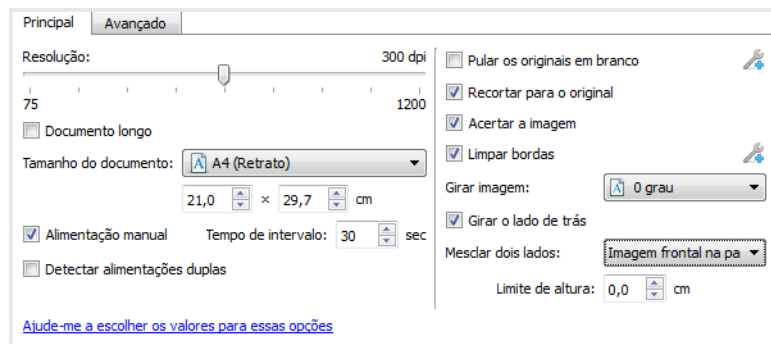 Principal Avançado
Resolução: 300 dpi
75 1200
Documento longo
Tamanho do documento: A4 (Retrato)
21,0 × 29,7 cm
Alimentação manual Tempo de intervalo: 30 sec
Detectar alimentações duplas
Ajude-me a escolher os valores para essas opções
Pular os originais em branco
Recortar para o original
Acertar a imagem
Limpar bordas
Girar imagem: 0 grau
Girar o lado de trás
Mesclar dois lados: Imagem frontal na pa
Limite de altura: 0,0 cm